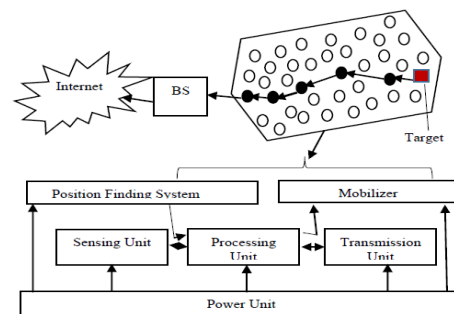 Internet
BS
Target
Position Finding System
Mobilizer
Sensing Unit
Processing
Unit
Transmission
Unit
Power Unit